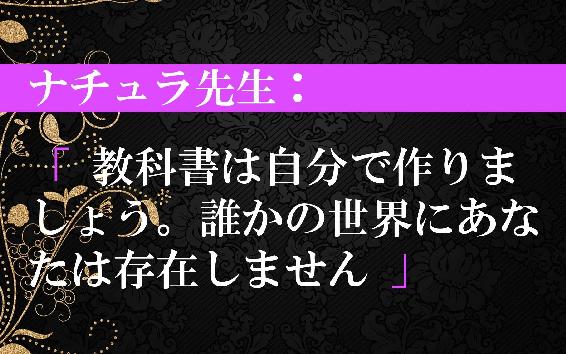 ナチュラ先生：
「 教科書は自分で作りま
しょう。誰かの世界にあな
たは存在しません 」